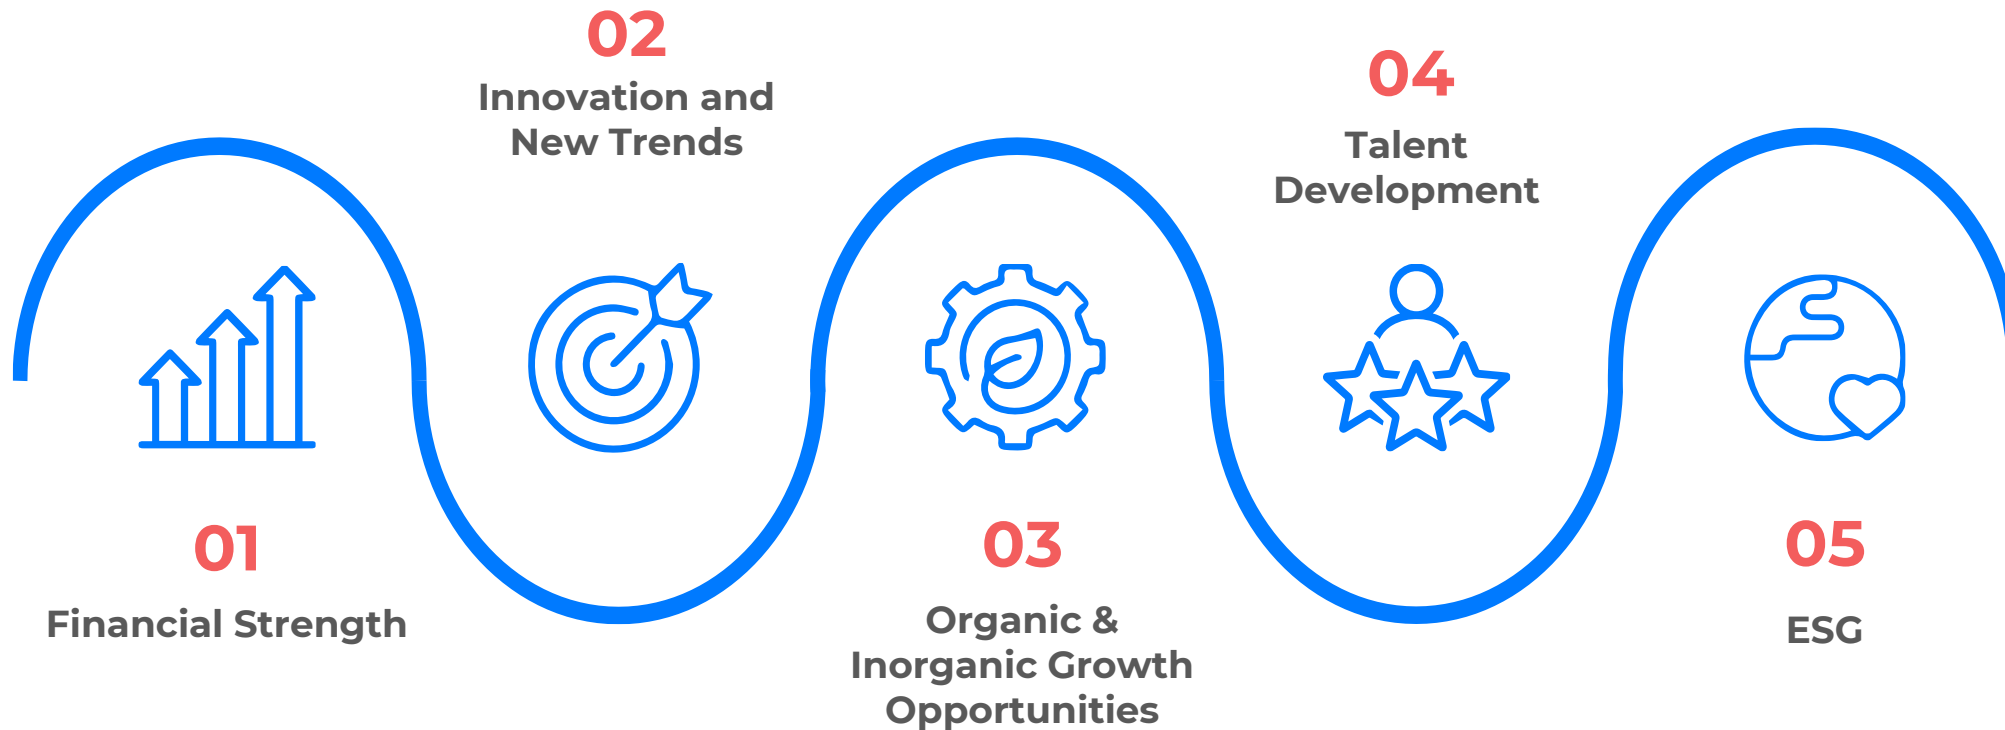 01
Financial Strength
02
Innovation and
New Trends
03
Organic &
Inorganic Growth
Opportunities
04
Talent
Development
05
ESG